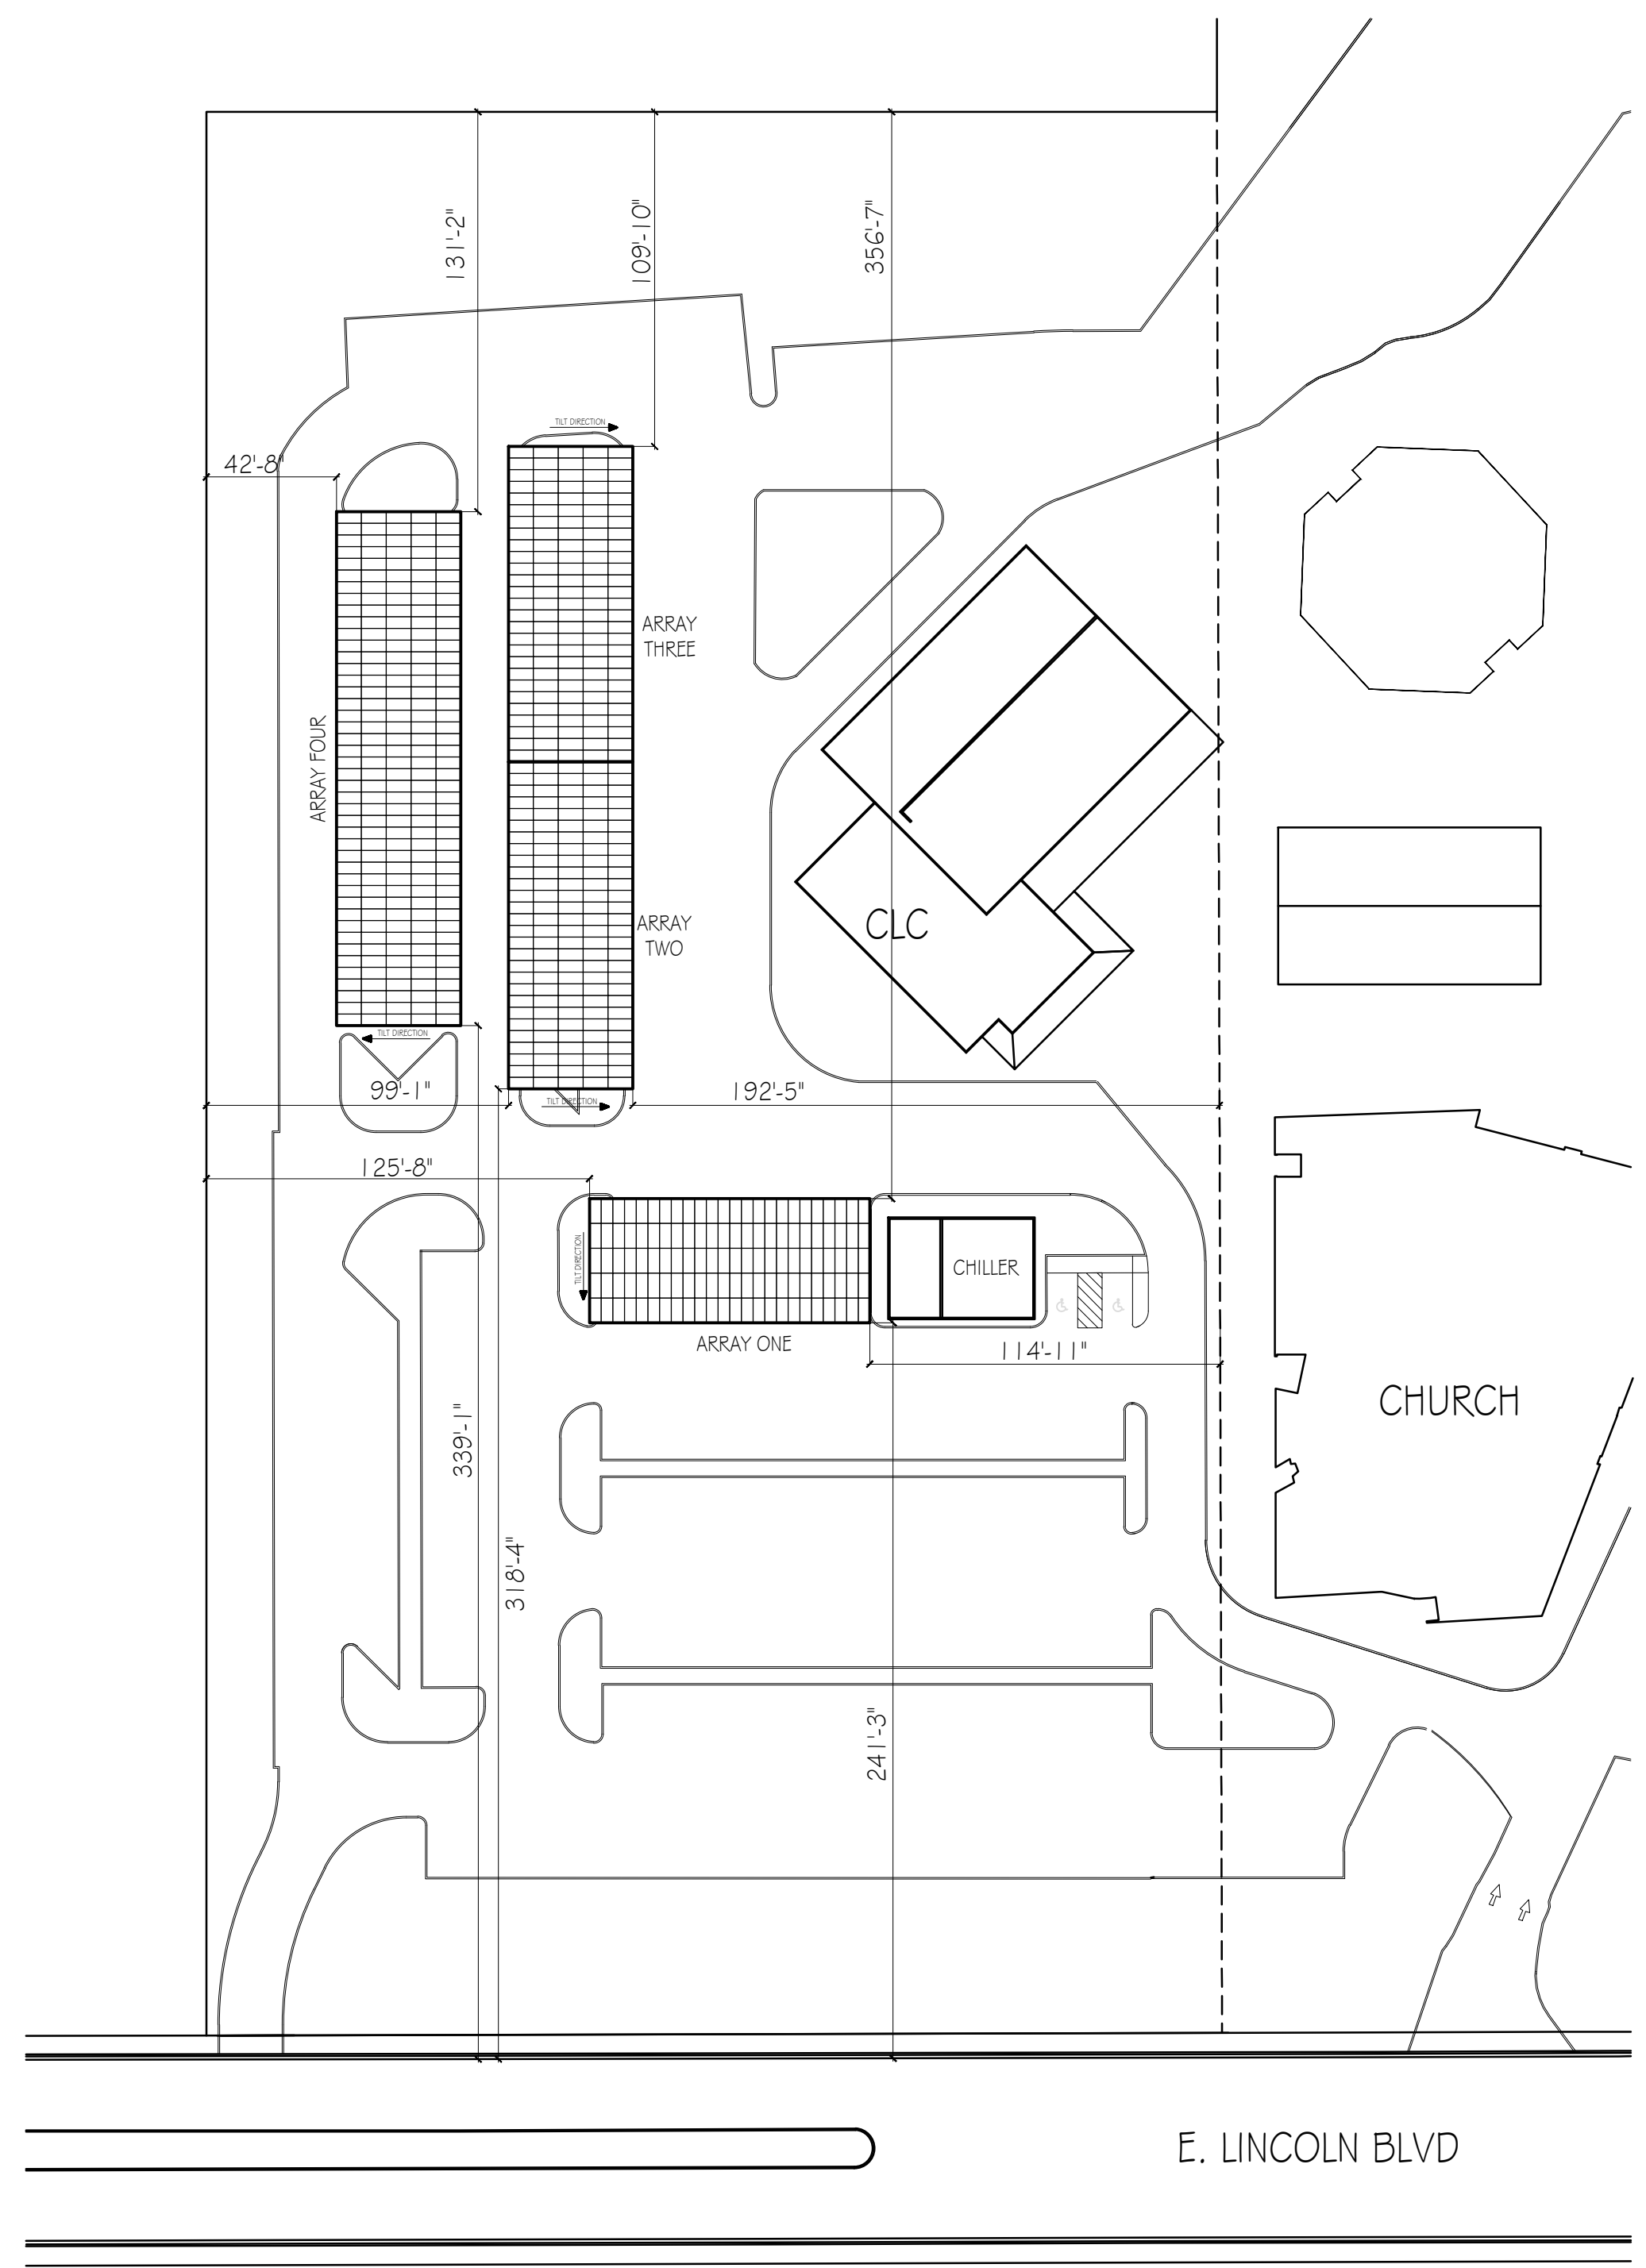 131'-2"
109'-10"
356'-7"
TILT DIRECTION
42'-8"
ARRAY
THREE
ARRAY FOUR
ARRAY
TWO
CLC
TILT DIRECTION
99'-1"
TILT DIRECTION
192'-5"
125'-8"
TILT DIRECTION
CHILLER
ARRAY ONE
114'-11"
CHURCH
339'-1"
318'-4"
241'-3"
E. LINCOLN BLVD